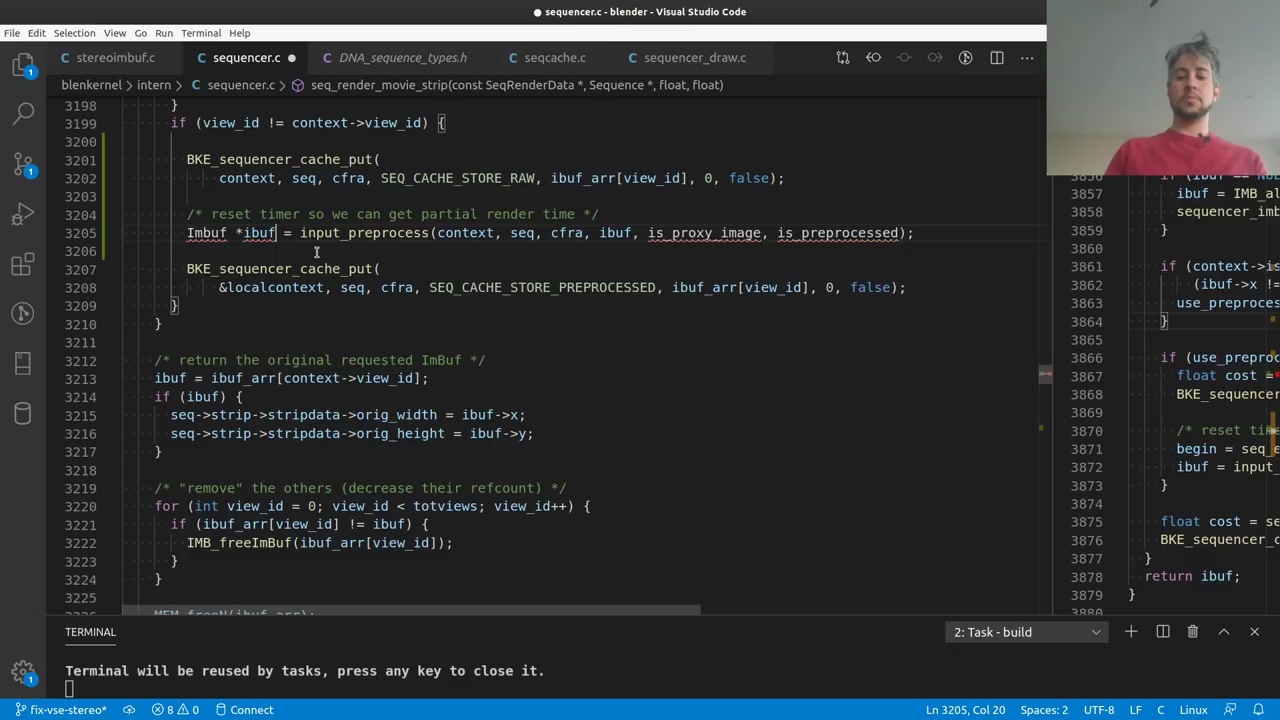 sequencer.c - blender - Visual Studio Code
File Edit Selection View Go Run Terminal Help
stereoimbuf.c sequencer.c DNA_sequence_types.h seqcache.c sequencer_draw.c
blenkernel > intern > sequencer.c > seq_render_movie_strip(const SeqRenderData *, Sequence *, float, float)
3198 }
3199 if (view_id != context->view_id) {
3200
3201 BKE_sequencer_cache_put(
3202 context, seq, cfra, SEQ_CACHE_STORE_RAW, ibuf_arr[view_id], 0, false);
3203
3204 /* reset timer so we can get partial render time */
3205 Imbuf *ibuf = input_preprocess(context, seq, cfra, ibuf, is_proxy_image, is_preprocessed);
3206
3207 BKE_sequencer_cache_put(
3208 &localcontext, seq, cfra, SEQ_CACHE_STORE_PREPROCESSED, ibuf_arr[view_id], 0, false);
3209 }
3210 }
3211
3212 /* return the original requested ImBuf */
3213 ibuf = ibuf_arr[context->view_id];
3214 if (ibuf) {
3215 seq->strip->stripdata->orig_width = ibuf->x;
3216 seq->strip->stripdata->orig_height = ibuf->y;
3217 }
3218
3219 /* "remove" the others (decrease their refcount) */
3220 for (int view_id = 0; view_id < totviews; view_id++) {
3221 if (ibuf_arr[view_id] != ibuf) {
3222 IMB_freeImBuf(ibuf_arr[view_id]);
3223 }
3224 }
3225
3857 ibuf = IMB_al
3858 sequencer_imb
3859 }
3860
3861 if (context->is
3862 (ibuf->x !=
3863 use_preproce
3864 }
3865
3866 if (use_preproc
3867 float cost =
3868 BKE_sequencer
3869
3870 /* reset tim
3871 begin = seq_e
3872 ibuf = input_
3873 }
3874
3875 float cost = se
3876 BKE_sequencer_c
3877 }
3878 return ibuf;
3879 }
3880
TERMINAL
2: Task - build
Terminal will be reused by tasks, press any key to close it.
fix-vse-stereo* 8 0 Connect Ln 3205, Col 20 Spaces: 2 UTF-8 LF C Linux